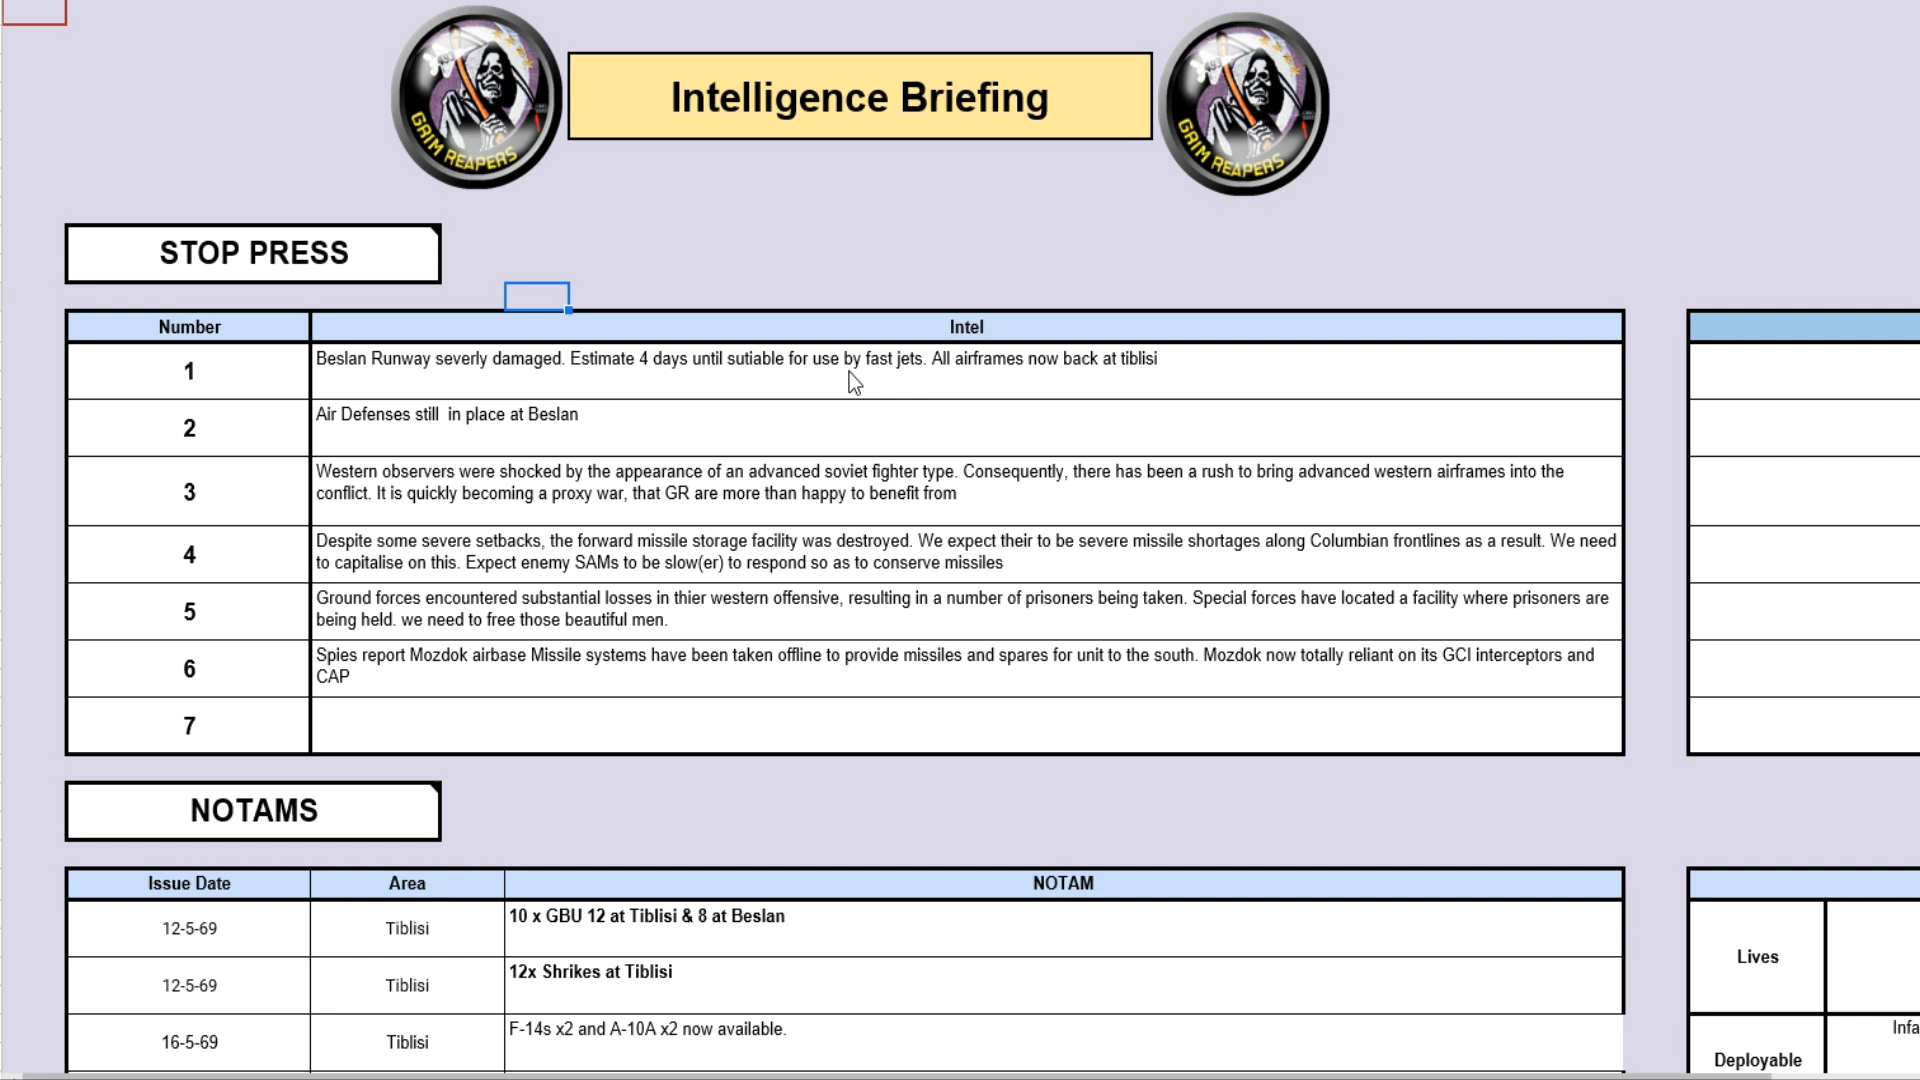 GRIM REAPERS
Intelligence Briefing
GRIM REAPERS
STOP PRESS
Number
Intel
1
Beslan Runway severly damaged. Estimate 4 days until sutiable for use by fast jets. All airframes now back at tiblisi
2
Air Defenses still  in place at Beslan
3
Western observers were shocked by the appearance of an advanced soviet fighter type. Consequently, there has been a rush to bring advanced western airframes into the
conflict. It is quickly becoming a proxy war, that GR are more than happy to benefit from
4
Despite some severe setbacks, the forward missile storage facility was destroyed. We expect their to be severe missile shortages along Columbian frontlines as a result. We need
to capitalise on this. Expect enemy SAMs to be slow(er) to respond so as to conserve missiles
5
Ground forces encountered substantial losses in thier western offensive, resulting in a number of prisoners being taken. Special forces have located a facility where prisoners are
being held. we need to free those beautiful men.
6
Spies report Mozdok airbase Missile systems have been taken offline to provide missiles and spares for unit to the south. Mozdok now totally reliant on its GCI interceptors and
CAP
7
NOTAMS
Issue Date
Area
NOTAM
12-5-69
Tiblisi
10 x GBU 12 at Tiblisi & 8 at Beslan
12-5-69
Tiblisi
12x Shrikes at Tiblisi
16-5-69
Tiblisi
F-14s x2 and A-10A x2 now available.
Lives
Infa
Deployable